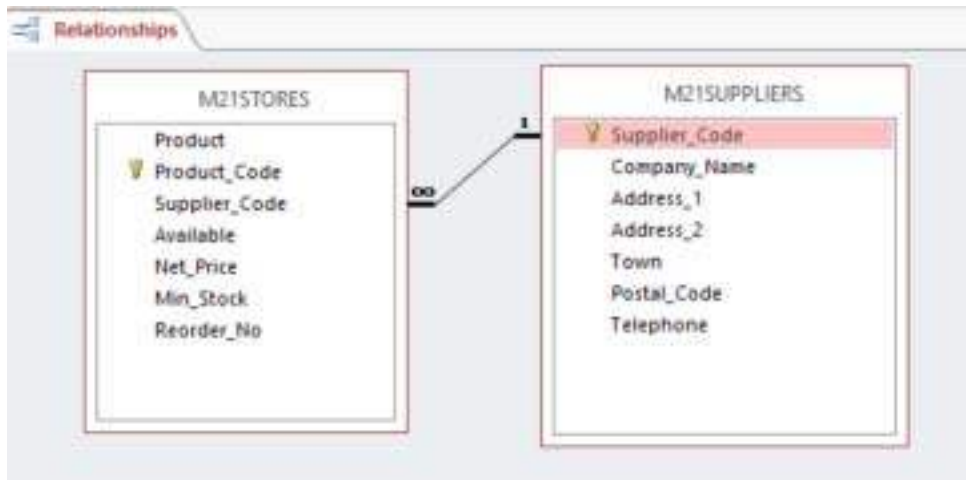 Relationships
M21STORES
Product
Product_Code
Supplier_Code
Available
Net_Price
Min_Stock
Reorder_No
∞
1
M21SUPPLIERS
Supplier_Code
Company_Name
Address_1
Address_2
Town
Postal_Code
Telephone